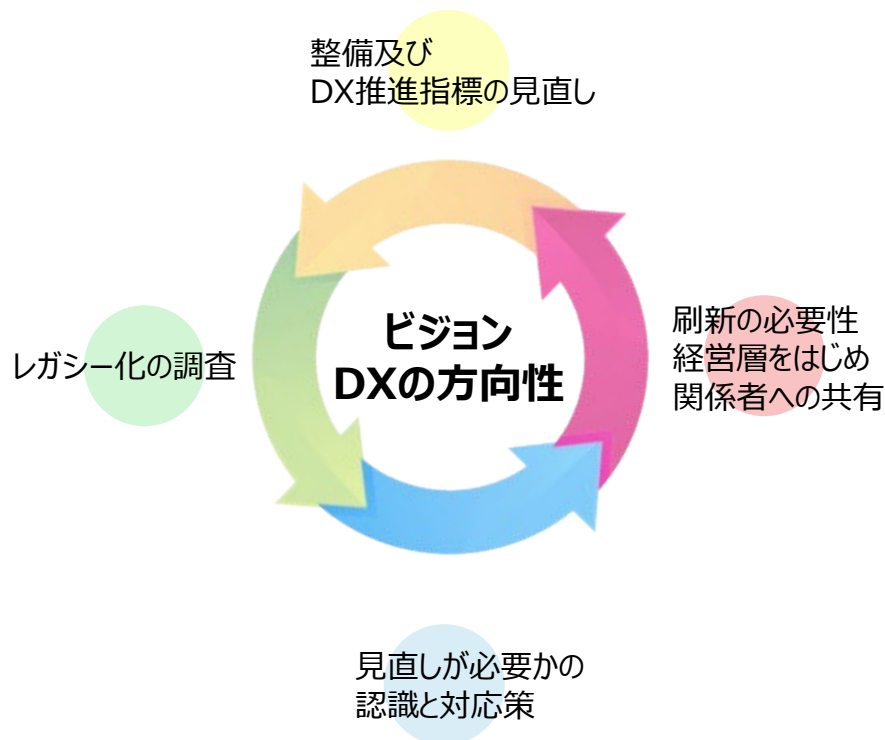 整備及び
DX推進指標の見直し
ビジョン
DXの方向性
レガシー化の調査
刷新の必要性
経営層をはじめ
関係者への共有
見直しが必要かの
認識と対応策